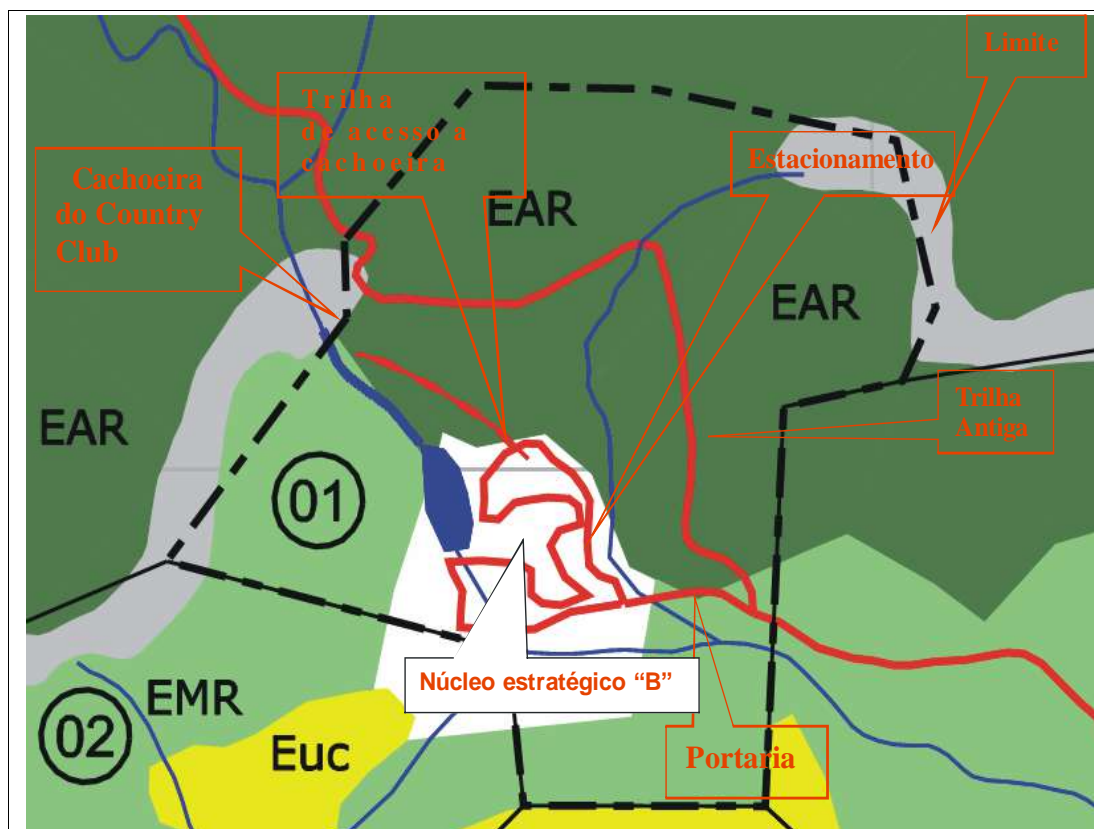 Limite
Trilha
de acesso a
cachoeira
Estacionamento
Cachoeira
do Country
Club
EAR
EAR
Trilha
Antiga
EAR
01
Núcleo estratégico “B”
EMR
02
Euc
Portaria